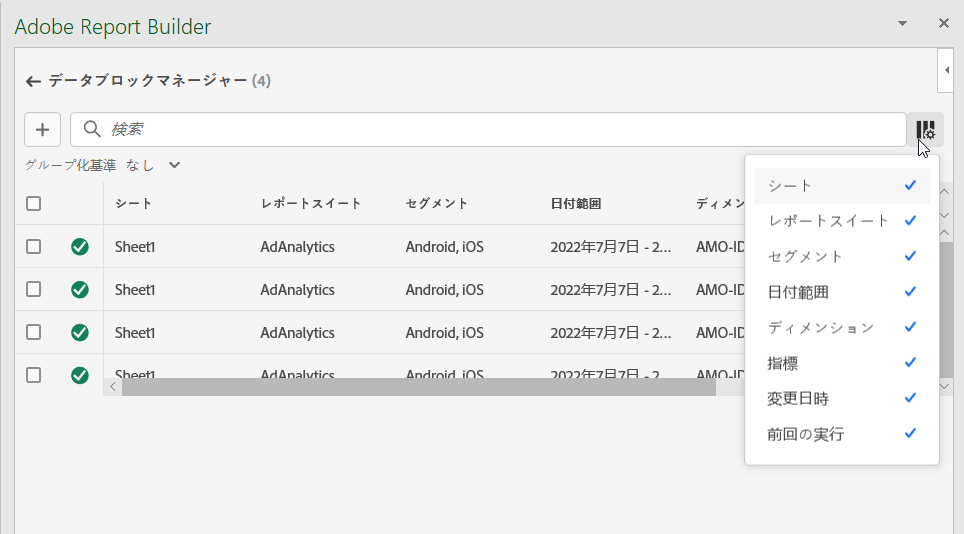 Adobe Report Builder
データブロックマネージャー (4)
検索
グループ化基準 なし
シート レポートスイート セグメント 日付範囲 ディメン
Sheet1 AdAnalytics Android, iOS 2022年7月7日 - 2... AMO-ID
Sheet1 AdAnalytics Android, iOS 2022年7月7日 - 2... AMO-ID
Sheet1 AdAnalytics Android, iOS 2022年7月7日 - 2... AMO-ID
Sheet1 AdAnalytics Android, iOS 2022年7月7日 - 2... AMO-ID
シート
レポートスイート
セグメント
日付範囲
ディメンション
指標
変更日時
前回の実行